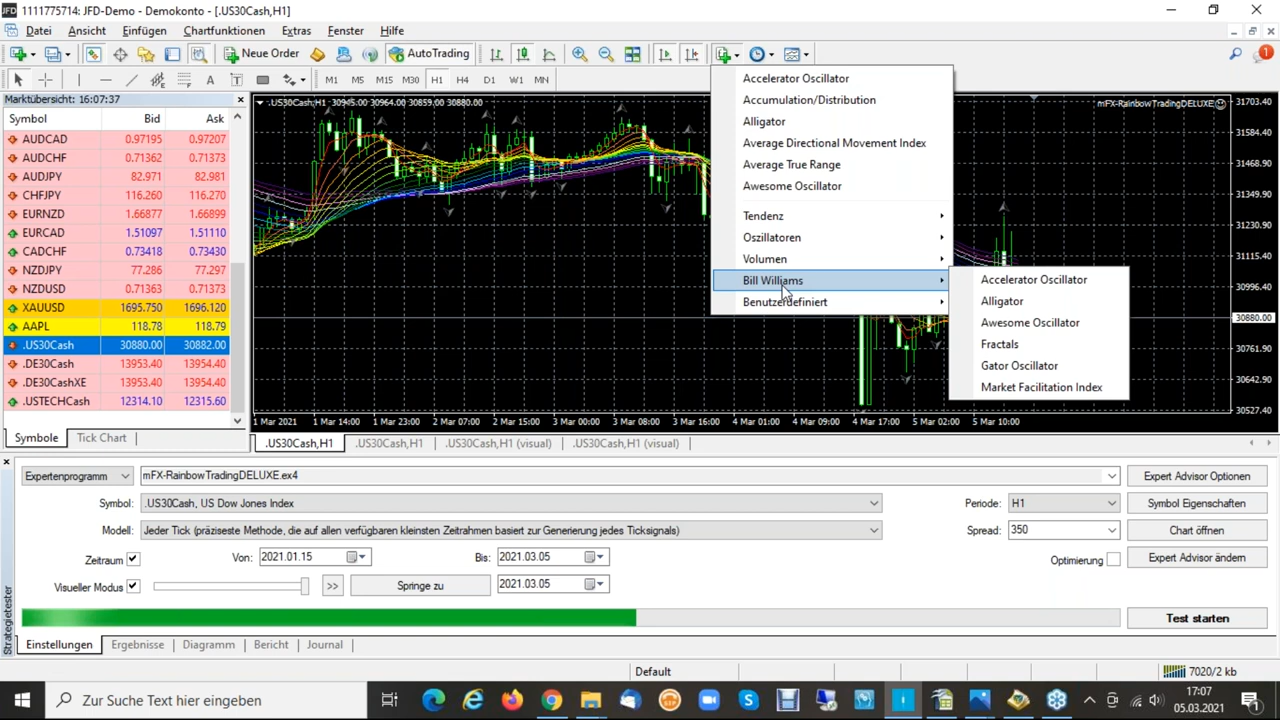 1111775714: JFD-Demo - Demokonto - [.US30Cash,H1]
Datei Ansicht Einfügen Chartfunktionen Extras Fenster Hilfe
New Order AutoTrading
M1 M5 M15 M30 H1 H4 D1 W1 MN
Marktübersicht: 16:07:37
Symbol Bid Ask
AUDCAD 0.97195 0.97207
AUDCHF 0.71362 0.71373
AUDJPY 82.971 82.981
CHFJPY 116.260 116.270
EURNZD 1.66877 1.66899
EURCAD 1.51097 1.51110
CADCHF 0.73418 0.73430
NZDJPY 77.286 77.297
NZDUSD 0.71363 0.71373
XAUUSD 1695.750 1696.120
AAPL 118.78 118.79
.US30Cash 30880.00 30882.00
.DE30Cash 13953.40 13954.40
.DE30CashXE 13953.40 13954.40
.USTECHCash 12314.10 12315.60
Symbole Tick Chart
.US30Cash,H1 30945.00 30964.00 30859.00 30880.00
mFX-RainbowTradingDELUXE
31703.40
31584.40
31468.90
31349.90
31230.90
31115.40
30996.40
30880.00
30761.90
30642.90
30527.40
1 Mar 2021 1 Mar 14:00 1 Mar 23:00 2 Mar 07:00 2 Mar 15:00 3 Mar 00:00 3 Mar 08:00 3 Mar 16:00 4 Mar 01:00 4 Mar 09:00 4 Mar 17:00 5 Mar 02:00 5 Mar 10:00
Accelerator Oscillator
Accumulation/Distribution
Alligator
Average Directional Movement Index
Average True Range
Awesome Oscillator
Tendenz
Oszillatoren
Volumen
Bill Williams
Benutzerdefiniert
Accelerator Oscillator
Alligator
Awesome Oscillator
Fractals
Gator Oscillator
Market Facilitation Index
.US30Cash,H1 .US30Cash,H1 .US30Cash,H1 (visual) .US30Cash,H1 (visual)
Expertenprogramm mFX-RainbowTradingDELUXE.ex4 Expert Advisor Optionen
Symbol: .US30Cash, US Dow Jones Index Periode: H1 Symbol Eigenschaften
Modell: Jeder Tick (präziseste Methode, die auf allen verfügbaren kleinsten Zeitrahmen basiert zur Generierung jedes Ticksignals) Spread: 350 Chart öffnen
Zeitraum Von: 2021.01.15 Bis: 2021.03.05 Optimierung Expert Advisor ändern
Visueller Modus >> Springe zu 2021.03.05
Test starten
Strategietester
Einstellungen Ergebnisse Diagramm Bericht Journal
Default 7020/2 kb
Zur Suche Text hier eingeben
17:07
05.03.2021